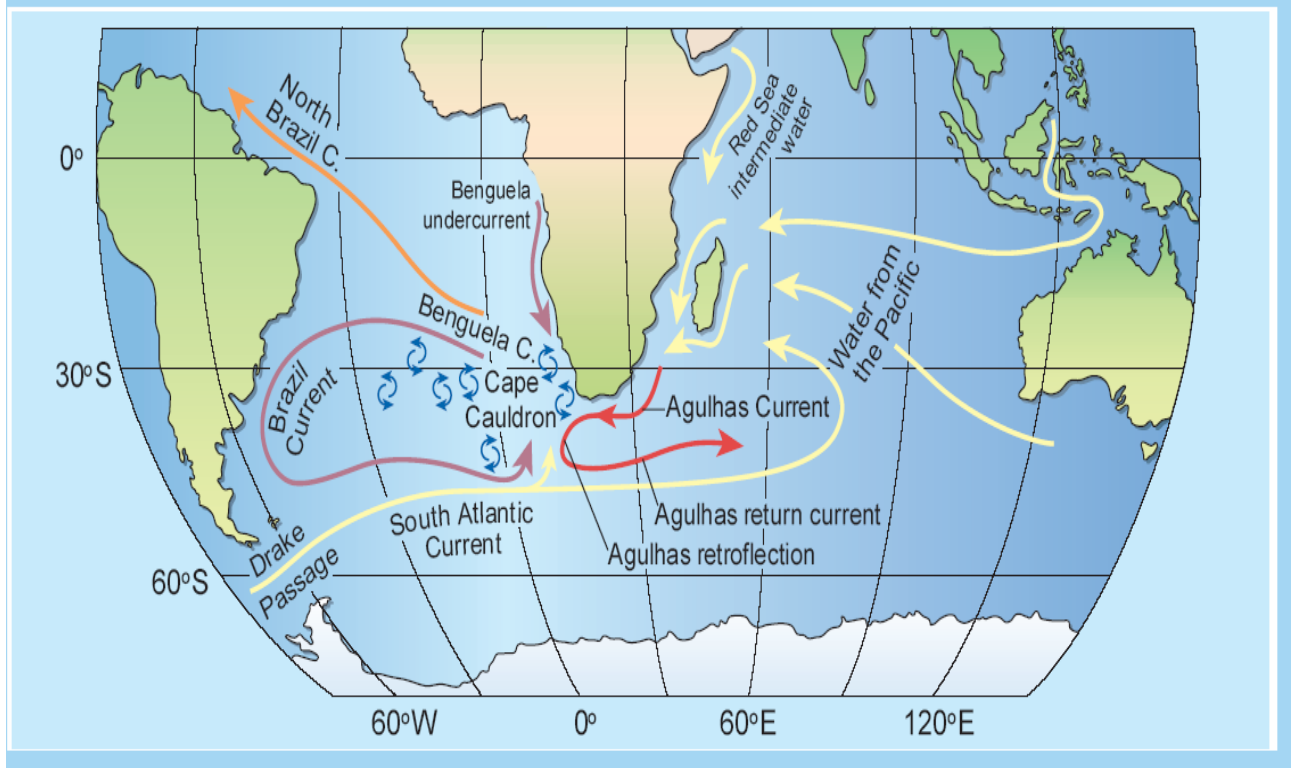 North
Brazil C.
Red Sea
intermediate
water
0°
Benguela
undercurrent
Water from
the Pacific
Benguela C.
30°S
Cape
Cauldron
Brazil
Current
Agulhas Current
South Atlantic
Current
Agulhas return current
Agulhas retroflection
Drake
Passage
60°S
60°W
0°
60°E
120°E